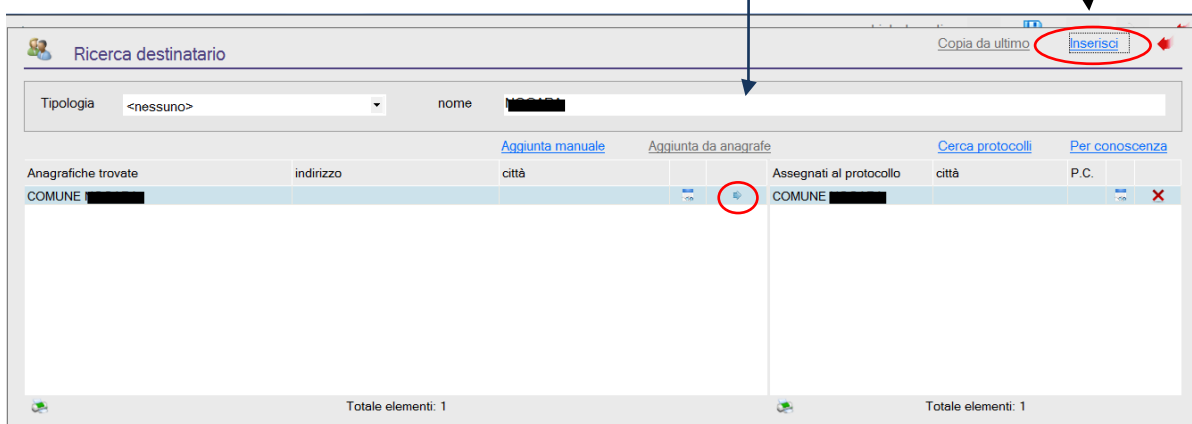 Ricerca destinatario Copia da ultimo Inserisci
Tipologia <nessuno> nome
Aggiunta manuale Aggiunta da anagrafe Cerca protocolli Per conoscenza
Anagrafiche trovate indirizzo città Assegnati al protocollo città P.C.
COMUNE COMUNE
Totale elementi: 1 Totale elementi: 1